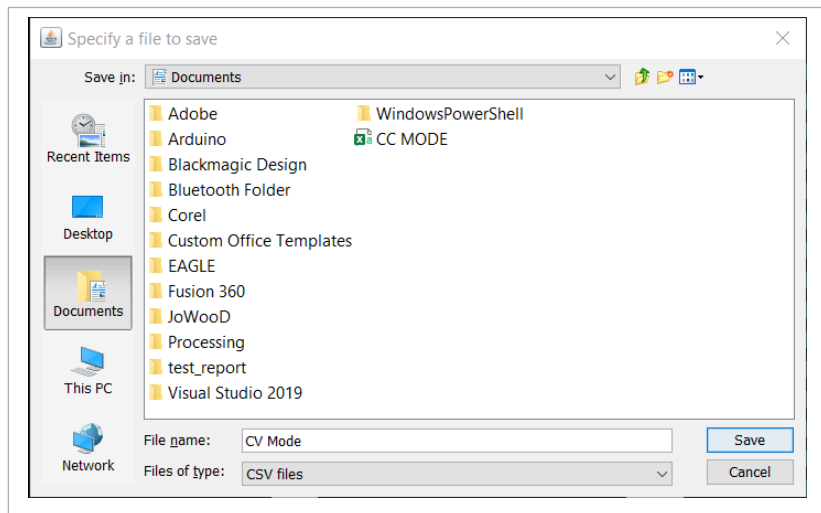 Specify a file to save
Save in: Documents
Recent Items
Desktop
Documents
This PC
Network
Adobe
Arduino
Blackmagic Design
Bluetooth Folder
Corel
Custom Office Templates
EAGLE
Fusion 360
JoWooD
Processing
test_report
Visual Studio 2019
WindowsPowerShell
CC MODE
File name: CV Mode
Save
Files of type: CSV files
Cancel